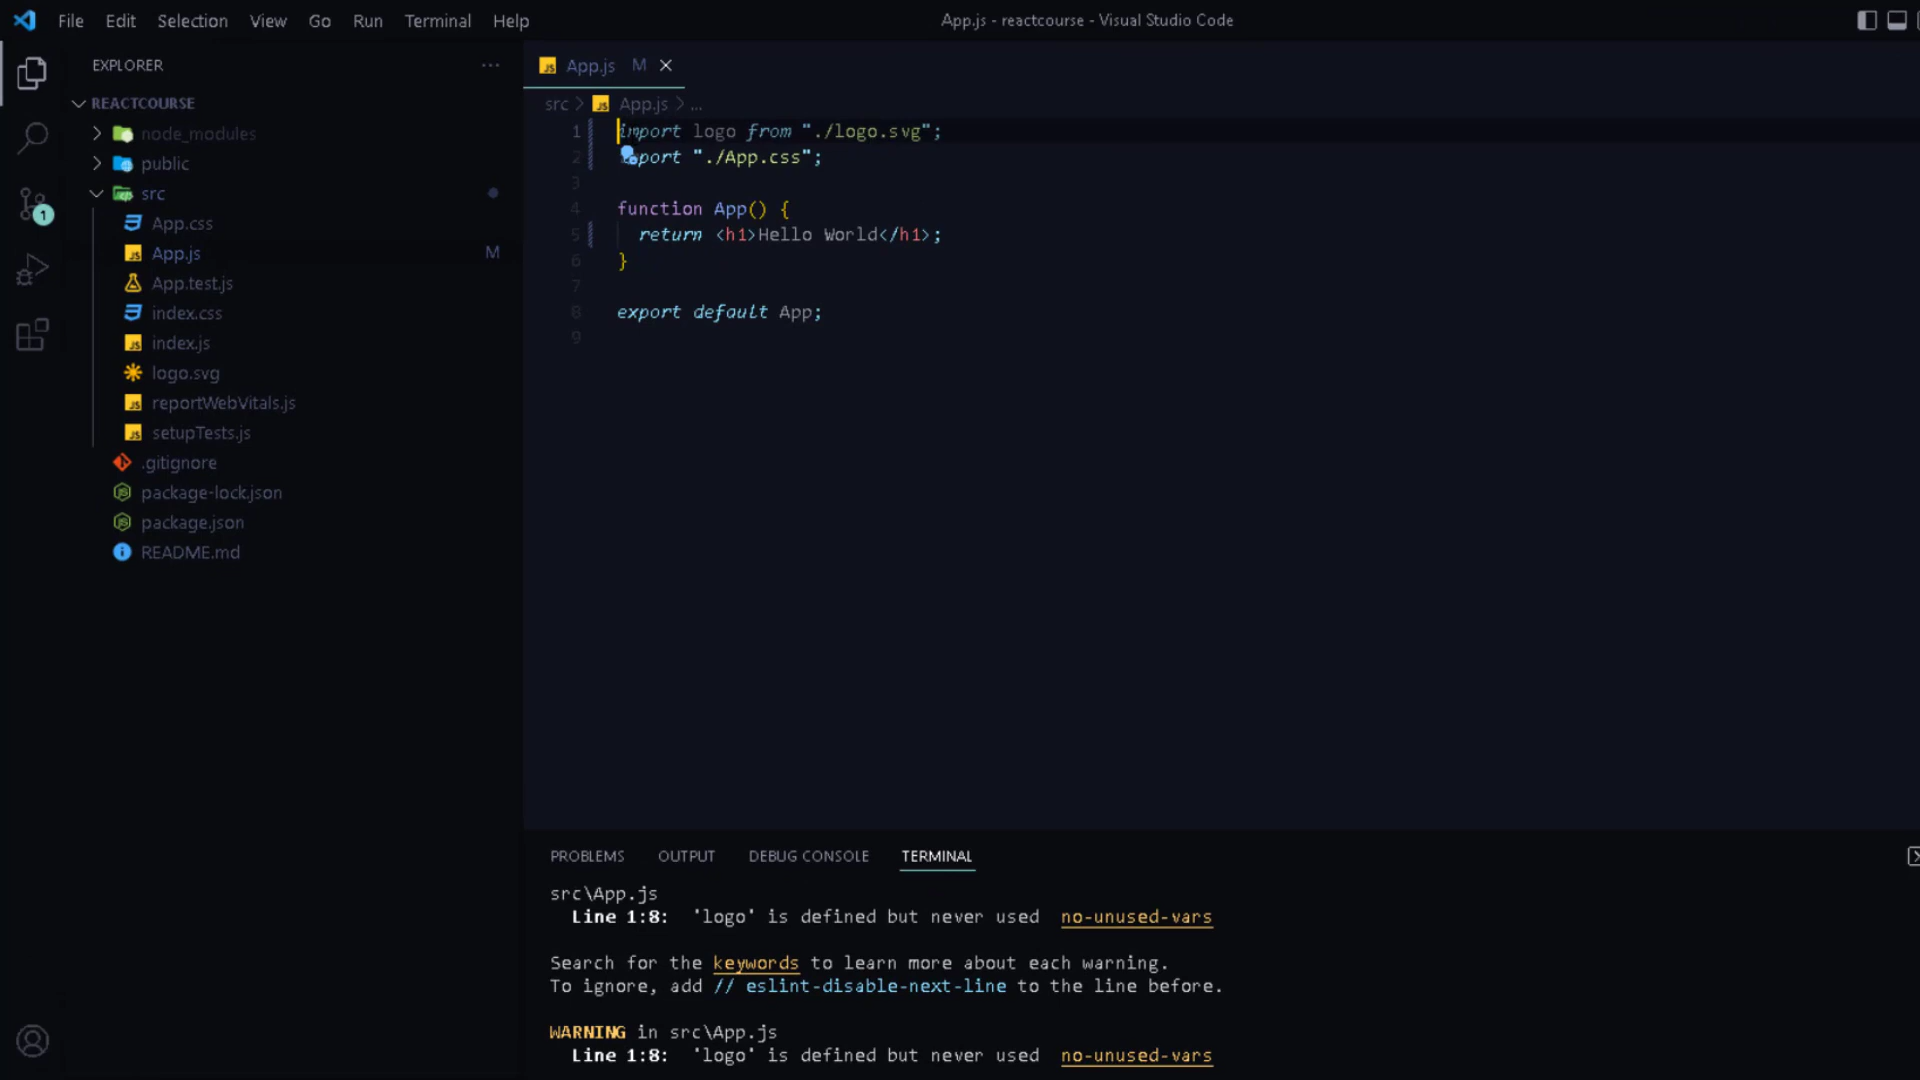 File Edit Selection View Go Run Terminal Help
App.js - reactcourse - Visual Studio Code
EXPLORER
REACTCOURSE
node_modules
public
src
App.css
App.js M
App.test.js
index.css
index.js
logo.svg
reportWebVitals.js
setupTests.js
.gitignore
package-lock.json
package.json
README.md
1
App.js M
src > App.js > ...
1 import logo from "./logo.svg";
2 import "./App.css";
3
4 function App() {
5 return <h1>Hello World</h1>;
6 }
7
8 export default App;
9
PROBLEMS OUTPUT DEBUG CONSOLE TERMINAL
src\App.js
Line 1:8: 'logo' is defined but never used no-unused-vars
Search for the keywords to learn more about each warning.
To ignore, add // eslint-disable-next-line to the line before.
WARNING in src\App.js
Line 1:8: 'logo' is defined but never used no-unused-vars